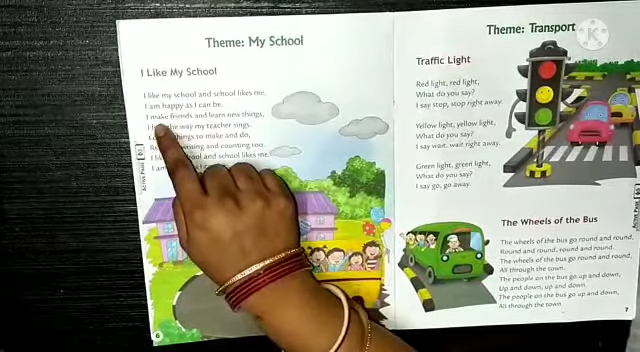 Theme: My School
I Like My School
I like my school and school likes me.
I am happy as I can be.
I make friends and learn new things,
I the way my teacher sings.
things to make and do,
writing and counting too.
I school and school likes me.
I am
6
Theme: Transport
Traffic Light
Red light, red light,
What do you say?
I say stop, stop right away.
Yellow light, yellow light,
What do you say?
I say wait, wait right away.
Green light, green light,
What do you say?
I say go, go away.
The Wheels of the Bus
The wheels of the bus go round and round,
Round and round, round and round.
The wheels of the bus go round and round,
All through the town.
The people on the bus go up and down,
Up and down, up and down.
The people on the bus go up and down,
All through the town.
7
K